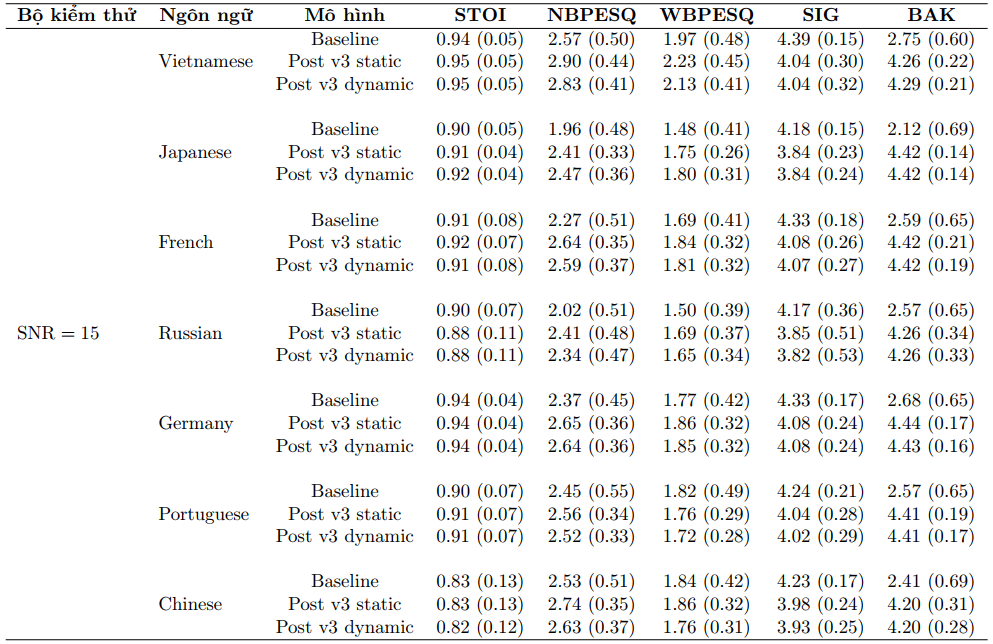 Bộ kiểm thử Ngôn ngữ Mô hình STOI NBPESQ WBPESQ SIG BAK
Baseline 0.94 (0.05) 2.57 (0.50) 1.97 (0.48) 4.39 (0.15) 2.75 (0.60)
Vietnamese Post v3 static 0.95 (0.05) 2.90 (0.44) 2.23 (0.45) 4.04 (0.30) 4.26 (0.22)
Post v3 dynamic 0.95 (0.05) 2.83 (0.41) 2.13 (0.41) 4.04 (0.32) 4.29 (0.21)
Baseline 0.90 (0.05) 1.96 (0.48) 1.48 (0.41) 4.18 (0.15) 2.12 (0.69)
Japanese Post v3 static 0.91 (0.04) 2.41 (0.33) 1.75 (0.26) 3.84 (0.23) 4.42 (0.14)
Post v3 dynamic 0.92 (0.04) 2.47 (0.36) 1.80 (0.31) 3.84 (0.24) 4.42 (0.14)
Baseline 0.91 (0.08) 2.27 (0.51) 1.69 (0.41) 4.33 (0.18) 2.59 (0.65)
French Post v3 static 0.92 (0.07) 2.64 (0.35) 1.84 (0.32) 4.08 (0.26) 4.42 (0.21)
Post v3 dynamic 0.91 (0.08) 2.59 (0.37) 1.81 (0.32) 4.07 (0.27) 4.42 (0.19)
Baseline 0.90 (0.07) 2.02 (0.51) 1.50 (0.39) 4.17 (0.36) 2.57 (0.65)
SNR = 15 Russian Post v3 static 0.88 (0.11) 2.41 (0.48) 1.69 (0.37) 3.85 (0.51) 4.26 (0.34)
Post v3 dynamic 0.88 (0.11) 2.34 (0.47) 1.65 (0.34) 3.82 (0.53) 4.26 (0.33)
Baseline 0.94 (0.04) 2.37 (0.45) 1.77 (0.42) 4.33 (0.17) 2.68 (0.65)
Germany Post v3 static 0.94 (0.04) 2.65 (0.36) 1.86 (0.32) 4.08 (0.24) 4.44 (0.17)
Post v3 dynamic 0.94 (0.04) 2.64 (0.36) 1.85 (0.32) 4.08 (0.24) 4.43 (0.16)
Baseline 0.90 (0.07) 2.45 (0.55) 1.82 (0.49) 4.24 (0.21) 2.57 (0.65)
Portuguese Post v3 static 0.91 (0.07) 2.56 (0.34) 1.76 (0.29) 4.04 (0.28) 4.41 (0.19)
Post v3 dynamic 0.91 (0.07) 2.52 (0.33) 1.72 (0.28) 4.02 (0.29) 4.41 (0.17)
Baseline 0.83 (0.13) 2.53 (0.51) 1.84 (0.42) 4.23 (0.17) 2.41 (0.69)
Chinese Post v3 static 0.83 (0.13) 2.74 (0.35) 1.86 (0.32) 3.98 (0.24) 4.20 (0.31)
Post v3 dynamic 0.82 (0.12) 2.63 (0.37) 1.76 (0.31) 3.93 (0.25) 4.20 (0.28)